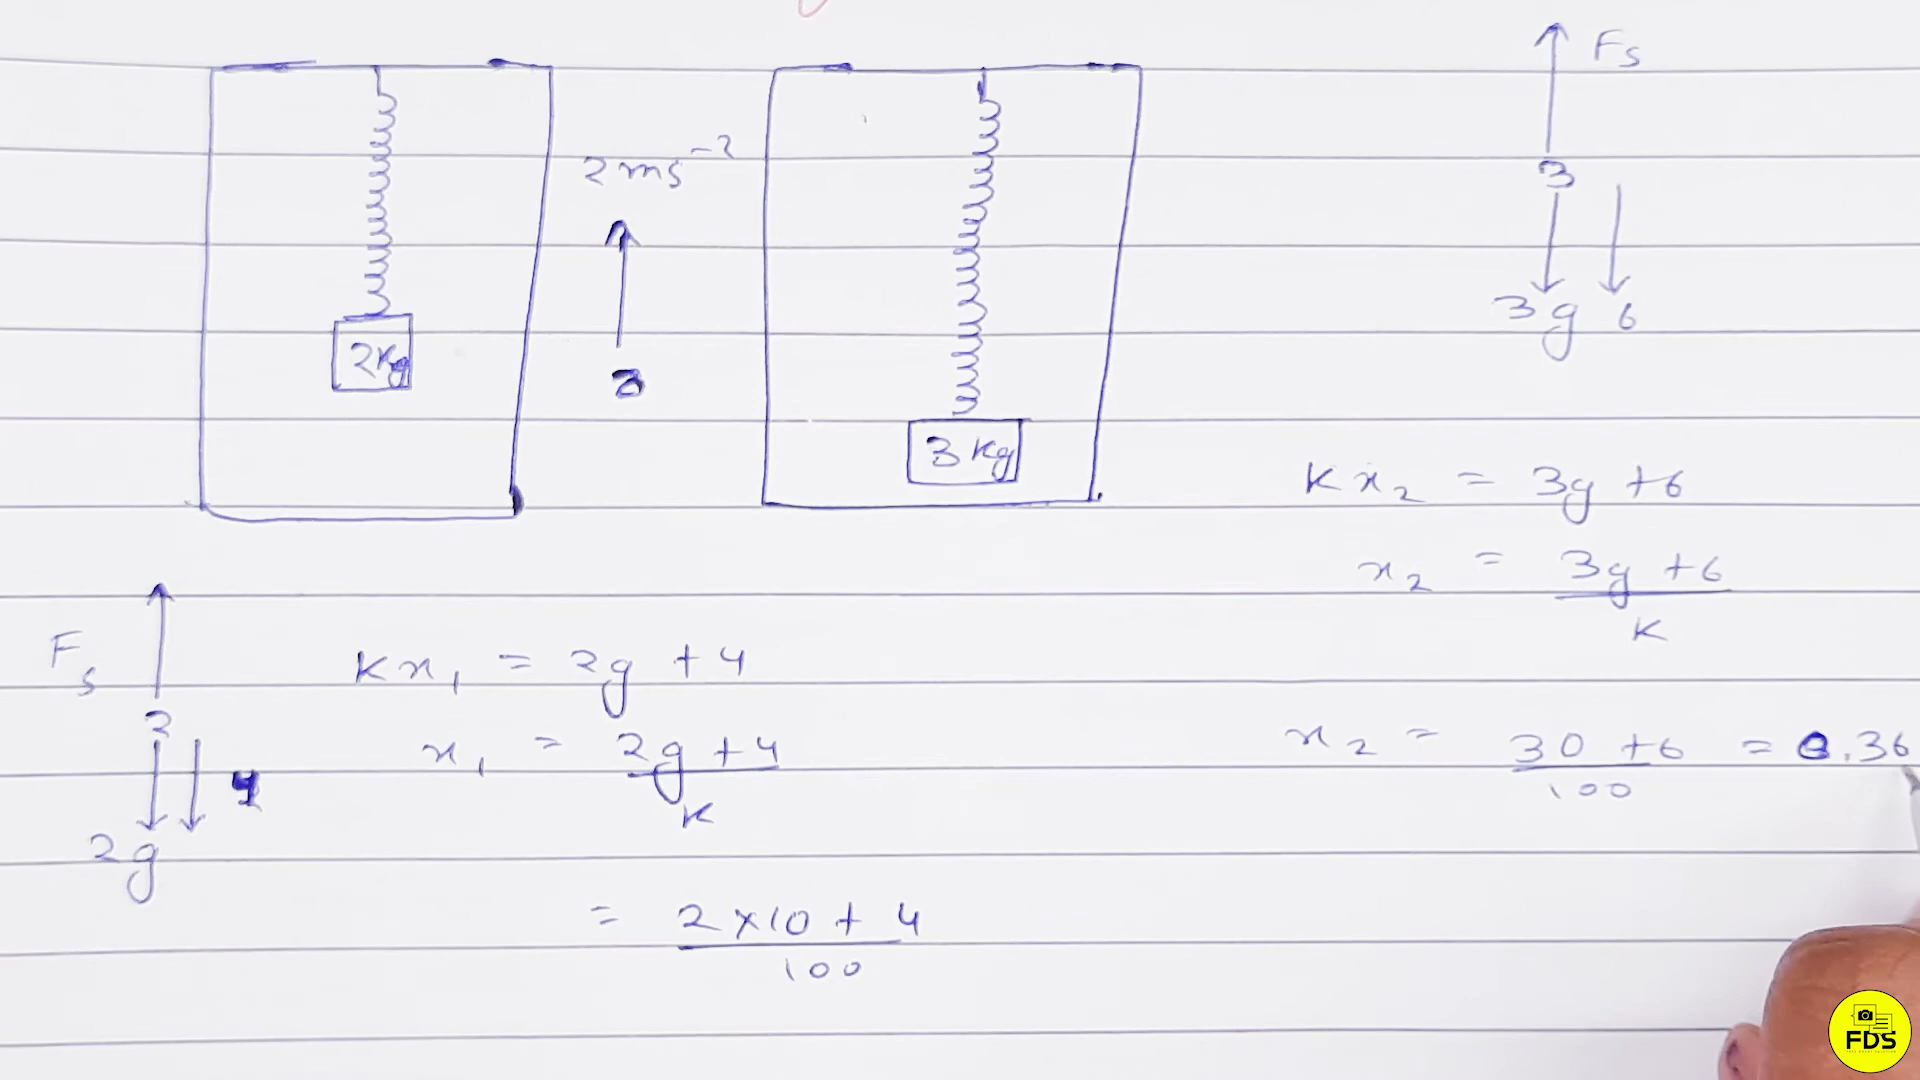 2 ms⁻²
2
2Kg
3 Kg
Fs
3
3g 6
Kx₂ = 3g + 6
x₂ = 3g + 6
K
x₂ = 30 + 6 = 0.36
100
Fs
2
4
2g
Kx₁ = 2g + 4
x₁ = 2g + 4
K
= 2 × 10 + 4
100
FDS